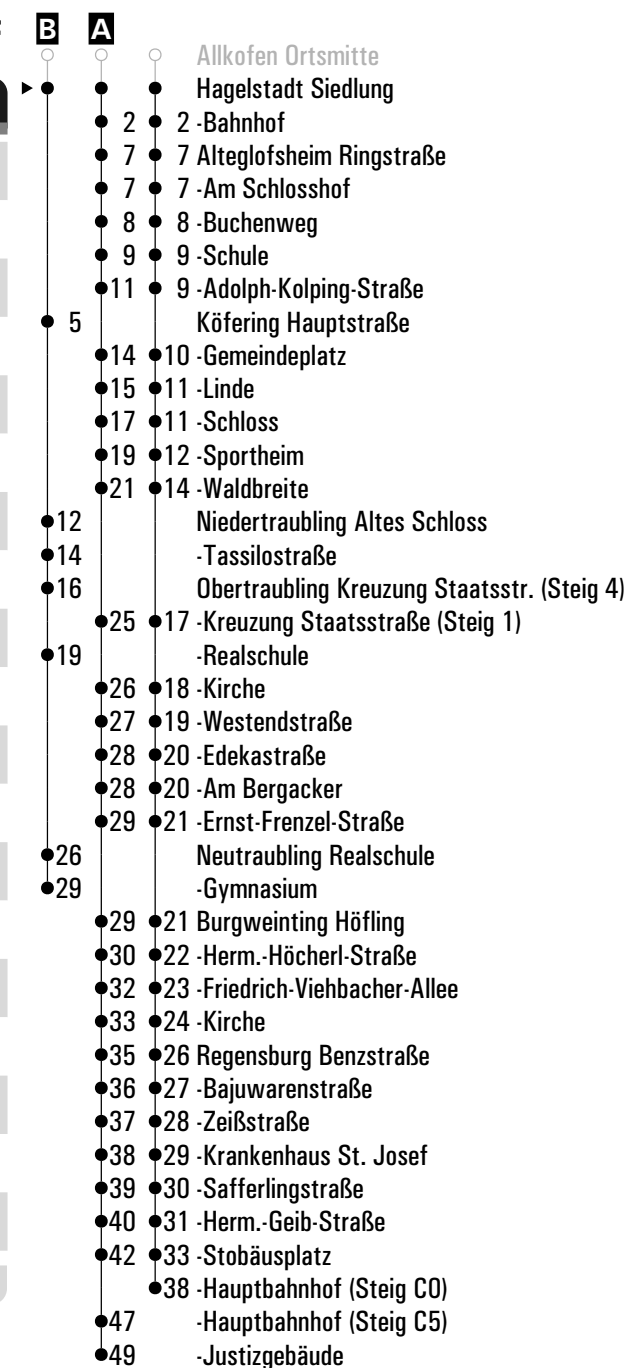 B A
Allkofen Ortsmitte
Hagelstadt Siedlung
2 2 -Bahnhof
7 7 Alteglofsheim Ringstraße
7 7 -Am Schlosshof
8 8 -Buchenweg
9 9 -Schule
11 9 -Adolph-Kolping-Straße
5 Köfering Hauptstraße
14 10 -Gemeindeplatz
15 11 -Linde
17 11 -Schloss
19 12 -Sportheim
21 14 -Waldbreite
12 Niedertraubling Altes Schloss
14 -Tassilostraße
16 Obertraubling Kreuzung Staatsstr. (Steig 4)
25 17 -Kreuzung Staatsstraße (Steig 1)
19 -Realschule
26 18 -Kirche
27 19 -Westendstraße
28 20 -Edekastraße
28 20 -Am Bergacker
29 21 -Ernst-Frenzel-Straße
26 Neutraubling Realschule
29 -Gymnasium
29 21 Burgweinting Höfling
30 22 -Herm.-Höcherl-Straße
32 23 -Friedrich-Viehbacher-Allee
33 24 -Kirche
35 26 Regensburg Benzstraße
36 27 -Bajuwarenstraße
37 28 -Zeißstraße
38 29 -Krankenhaus St. Josef
39 30 -Safferlingstraße
40 31 -Herm.-Geib-Straße
42 33 -Stobäusplatz
38 -Hauptbahnhof (Steig C0)
47 -Hauptbahnhof (Steig C5)
49 -Justizgebäude